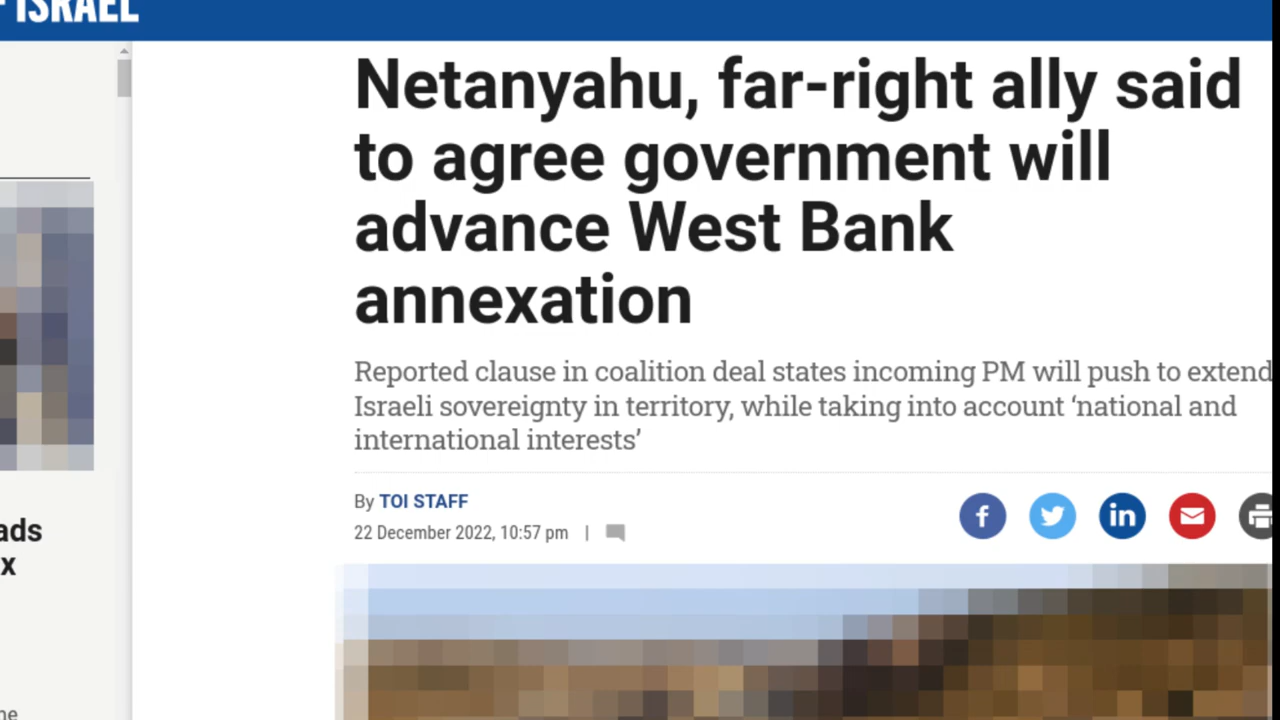 ISRAEL
Netanyahu, far-right ally said
to agree government will
advance West Bank
annexation
Reported clause in coalition deal states incoming PM will push to extend
Israeli sovereignty in territory, while taking into account ‘national and
international interests’
By TOI STAFF
22 December 2022, 10:57 pm |
ads
x
ne